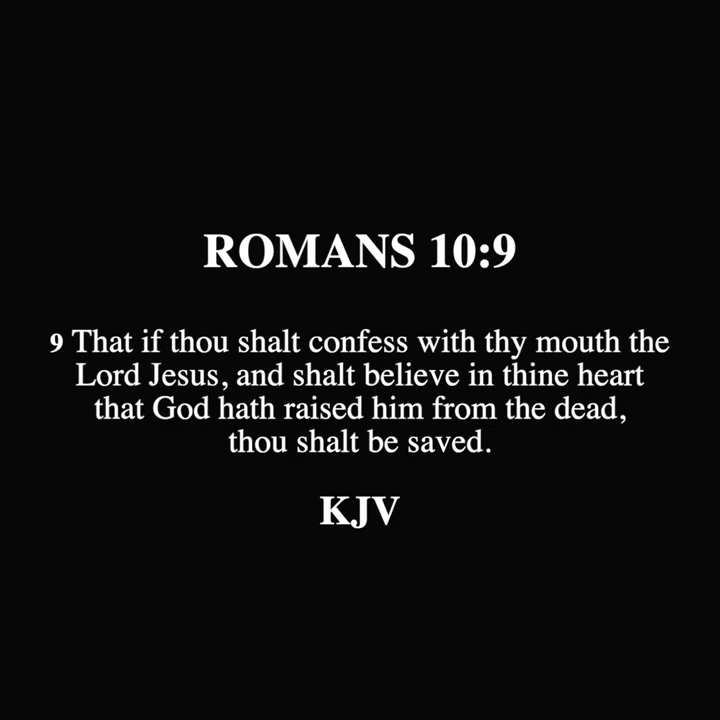 ROMANS 10:9
9 That if thou shalt confess with thy mouth the
Lord Jesus, and shalt believe in thine heart
that God hath raised him from the dead,
thou shalt be saved.
KJV